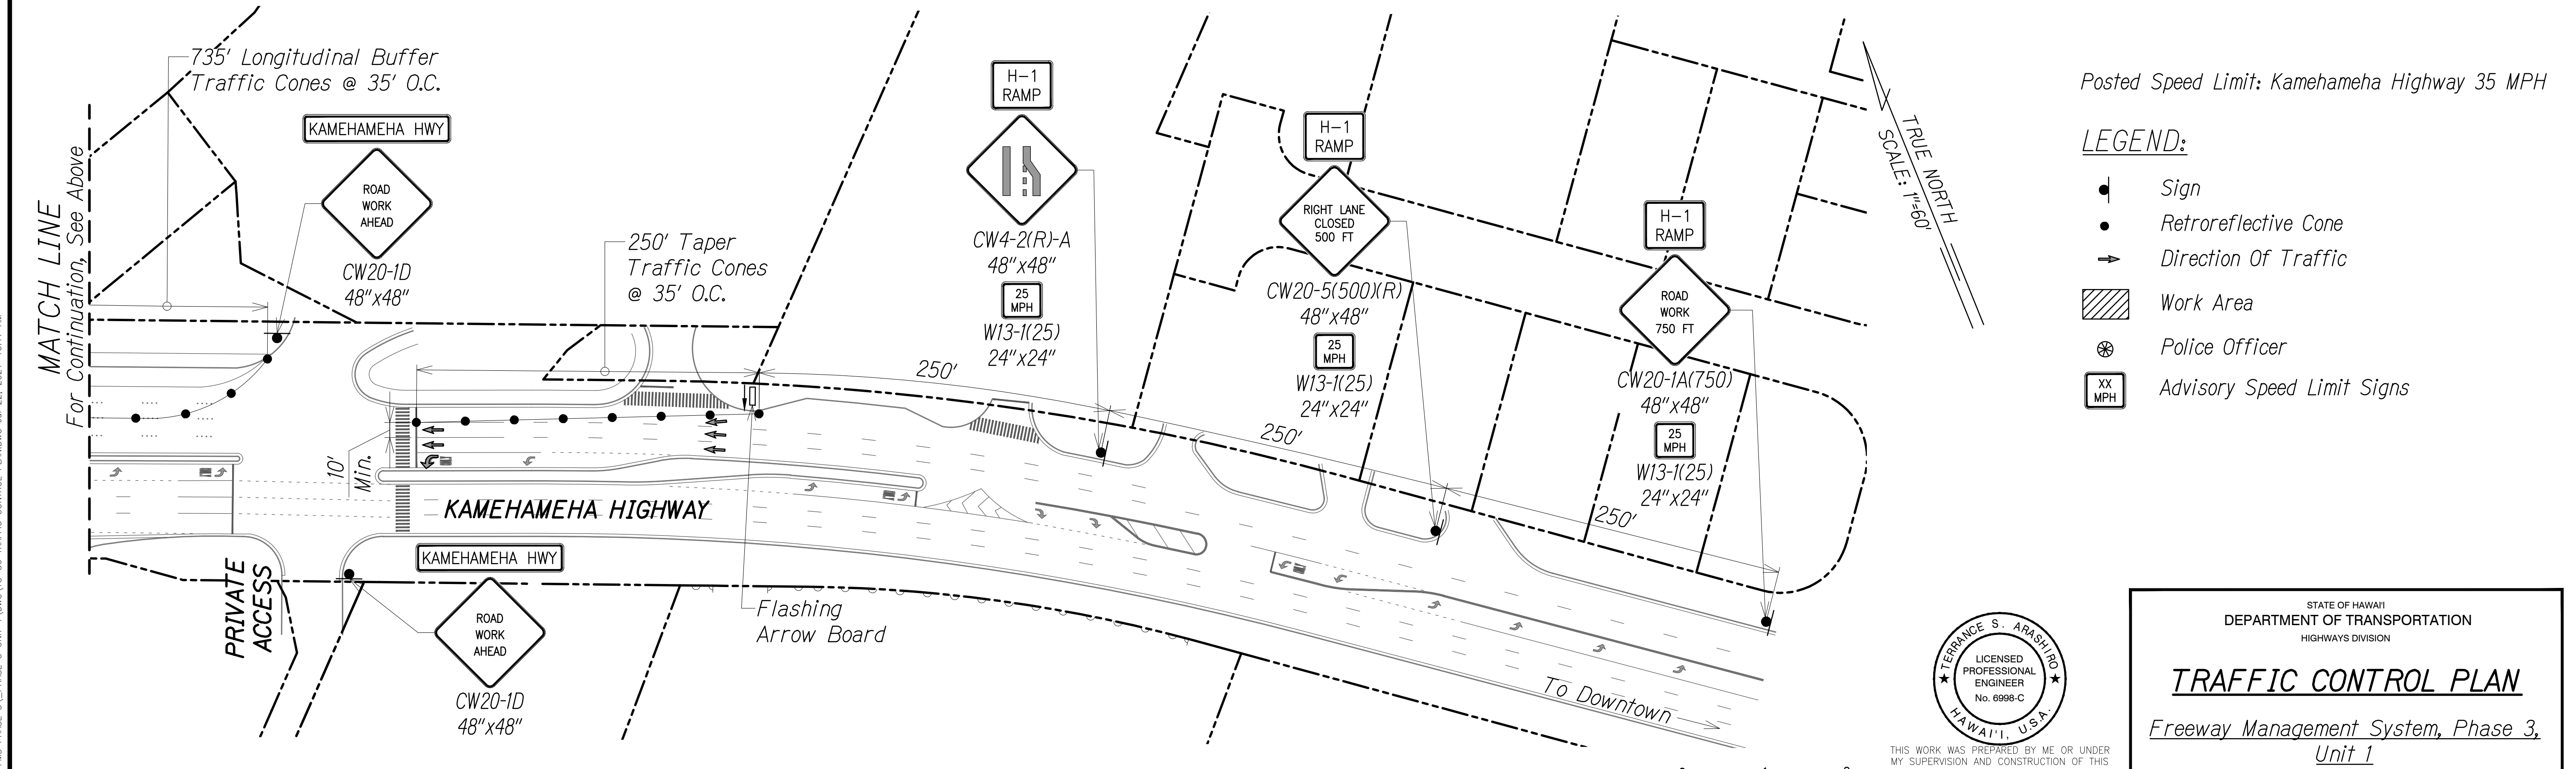 735' Longitudinal Buffer
Traffic Cones @ 35' O.C.
MATCH LINE
For Continuation, See Above
KAMEHAMEHA HWY
ROAD
WORK
AHEAD
CW20-1D
48"x48"
250' Taper
Traffic Cones
@ 35' O.C.
H-1
RAMP
CW4-2(R)-A
48"x48"
25
MPH
W13-1(25)
24"x24"
H-1
RAMP
RIGHT LANE
CLOSED
500 FT
CW20-5(500)(R)
48"x48"
25
MPH
W13-1(25)
24"x24"
H-1
RAMP
ROAD
WORK
750 FT
CW20-1A(750)
48"x48"
25
MPH
W13-1(25)
24"x24"
250'
250'
250'
10'
Min.
KAMEHAMEHA HIGHWAY
PRIVATE
ACCESS
KAMEHAMEHA HWY
ROAD
WORK
AHEAD
CW20-1D
48"x48"
Flashing
Arrow Board
To Downtown
TRUE NORTH
SCALE: 1"=60'
Posted Speed Limit: Kamehameha Highway 35 MPH
LEGEND:
Sign
Retroreflective Cone
Direction Of Traffic
Work Area
Police Officer
XX
MPH
Advisory Speed Limit Signs
TERRANCE S. ARASHIRO
LICENSED
PROFESSIONAL
ENGINEER
No. 6998-C
HAWAI'I, U.S.A.
THIS WORK WAS PREPARED BY ME OR UNDER
MY SUPERVISION AND CONSTRUCTION OF THIS
STATE OF HAWAI'I
DEPARTMENT OF TRANSPORTATION
HIGHWAYS DIVISION
TRAFFIC CONTROL PLAN
Freeway Management System, Phase 3,
Unit 1